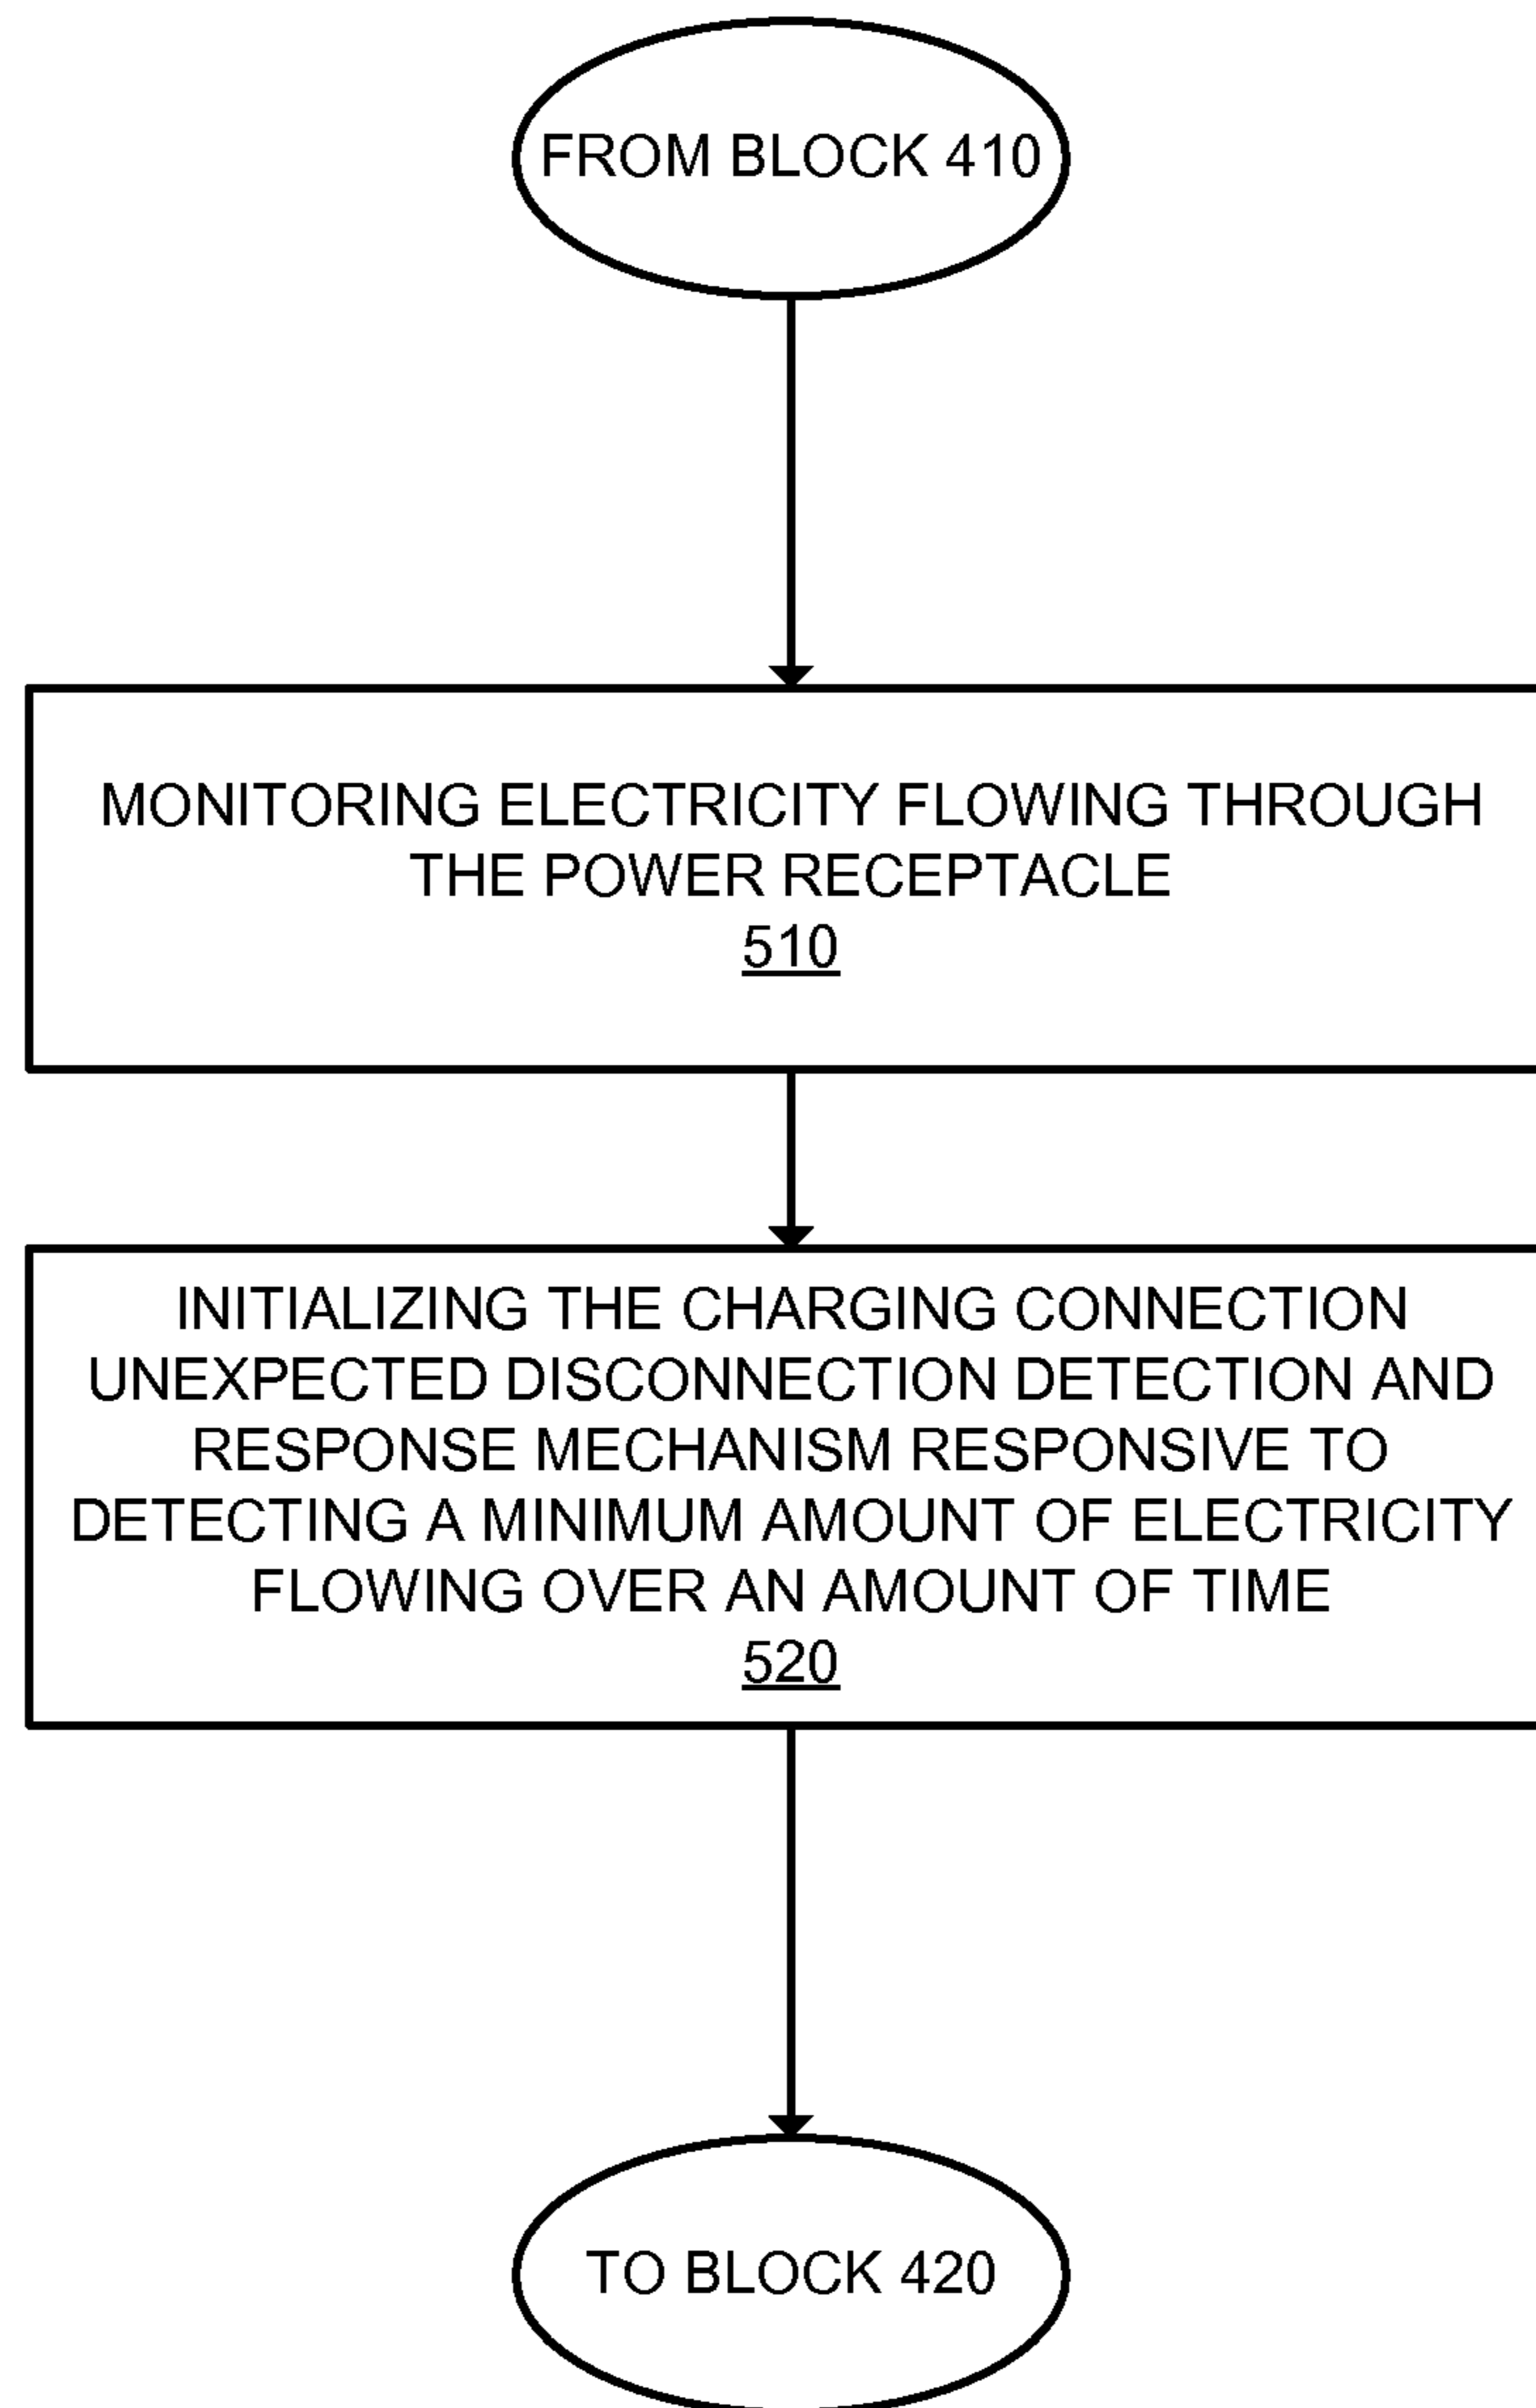 FROM BLOCK 410
MONITORING ELECTRICITY FLOWING THROUGH
THE POWER RECEPTACLE
510
INITIALIZING THE CHARGING CONNECTION
UNEXPECTED DISCONNECTION DETECTION AND
RESPONSE MECHANISM RESPONSIVE TO
DETECTING A MINIMUM AMOUNT OF ELECTRICITY
FLOWING OVER AN AMOUNT OF TIME
520
TO BLOCK 420